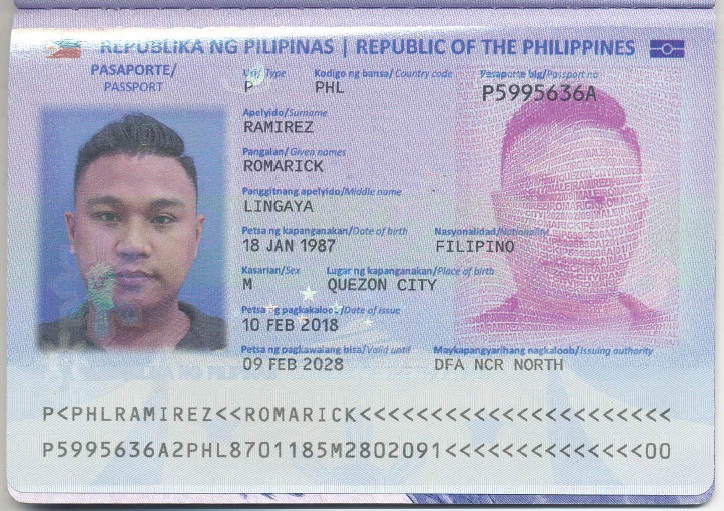 REPUBLIKA NG PILIPINAS | REPUBLIC OF THE PHILIPPINES
PASAPORTE/
PASSPORT
Uri/ Type
P
Kodigo ng bansa/ Country code
PHL
Pasaporte blg/Passport no
P5995636A
Apelyido/Surname
RAMIREZ
Pangalan/Given names
ROMARICK
Panggitnang apelyido/Middle name
LINGAYA
Petsa ng kapanganakan/Date of birth
18 JAN 1987
Nasyonalidad/Nationality
FILIPINO
Kasarian/Sex
M
Lugar ng kapanganakan/Place of birth
QUEZON CITY
Petsa ng pagkakaloob/Date of issue
10 FEB 2018
Petsa ng pagkawalang bisa/Valid until
09 FEB 2028
Maykapangyarihang nagkaloob/Issuing authority
DFA NCR NORTH
P<PHLRAMIREZ<<ROMARICK<<<<<<<<<<<<<<<<<<<<<<
P5995636A2PHL8701185M2802091<<<<<<<<<<<<<<00